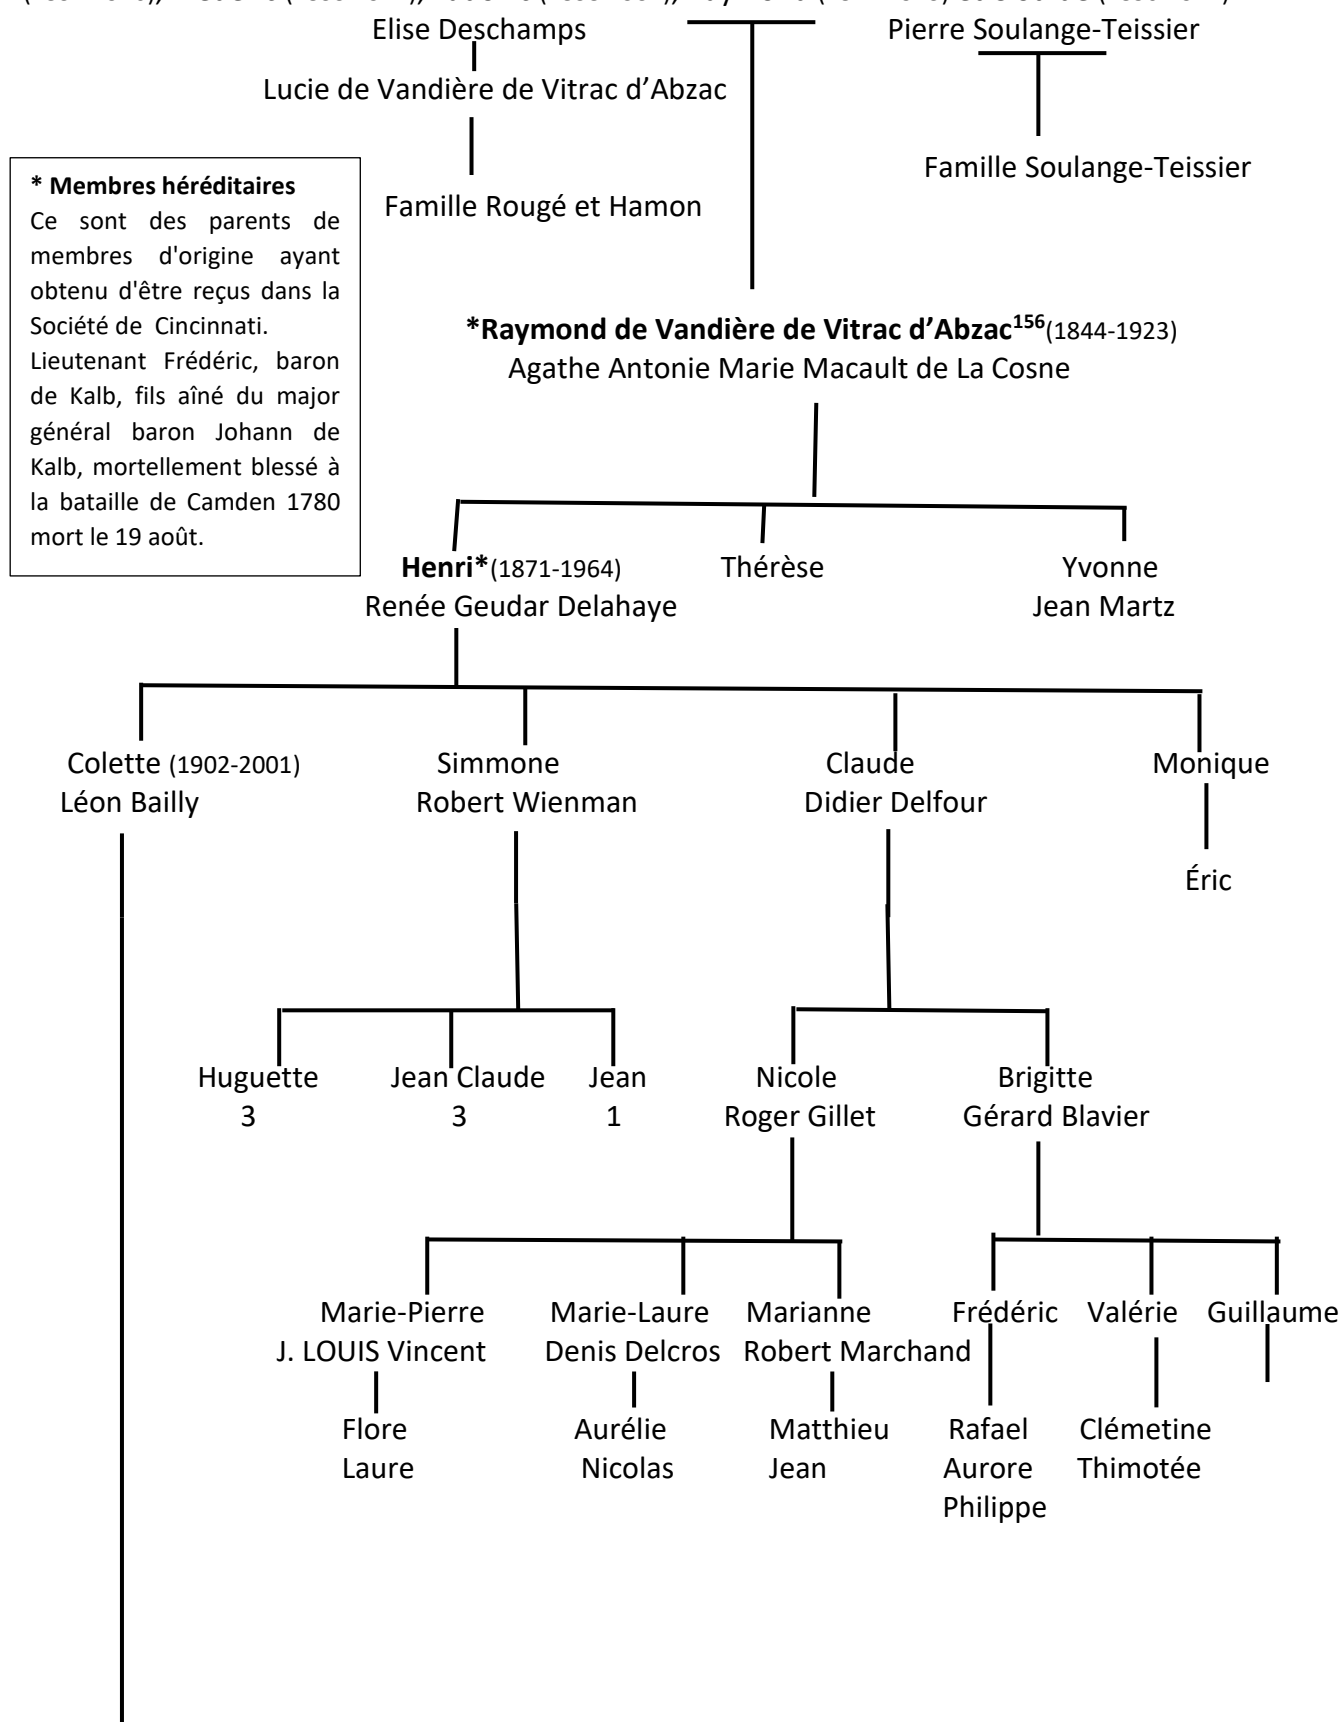 Elise Deschamps
Pierre Soulange-Teissier
Lucie de Vandière de Vitrac d’Abzac
Famille Soulange-Teissier
Famille Rougé et Hamon
* Membres héréditaires
Ce sont des parents de
membres d'origine ayant
obtenu d'être reçus dans la
Société de Cincinnati.
Lieutenant Frédéric, baron
de Kalb, fils aîné du major
général baron Johann de
Kalb, mortellement blessé à
la bataille de Camden 1780
mort le 19 août.
*Raymond de Vandière de Vitrac d’Abzac156(1844-1923)
Agathe Antonie Marie Macault de La Cosne
Henri*(1871-1964) Thérèse Yvonne
Renée Geudar Delahaye Jean Martz
Colette (1902-2001) Simmone Claude Monique
Léon Bailly Robert Wienman Didier Delfour
Éric
Huguette Jean Claude Jean Nicole Brigitte
3 3 1 Roger Gillet Gérard Blavier
Marie-Pierre Marie-Laure Marianne Frédéric Valérie Guillaume
J. LOUIS Vincent Denis Delcros Robert Marchand
Flore Aurélie Matthieu Rafael Clémetine
Laure Nicolas Jean Aurore Thimotée
Philippe